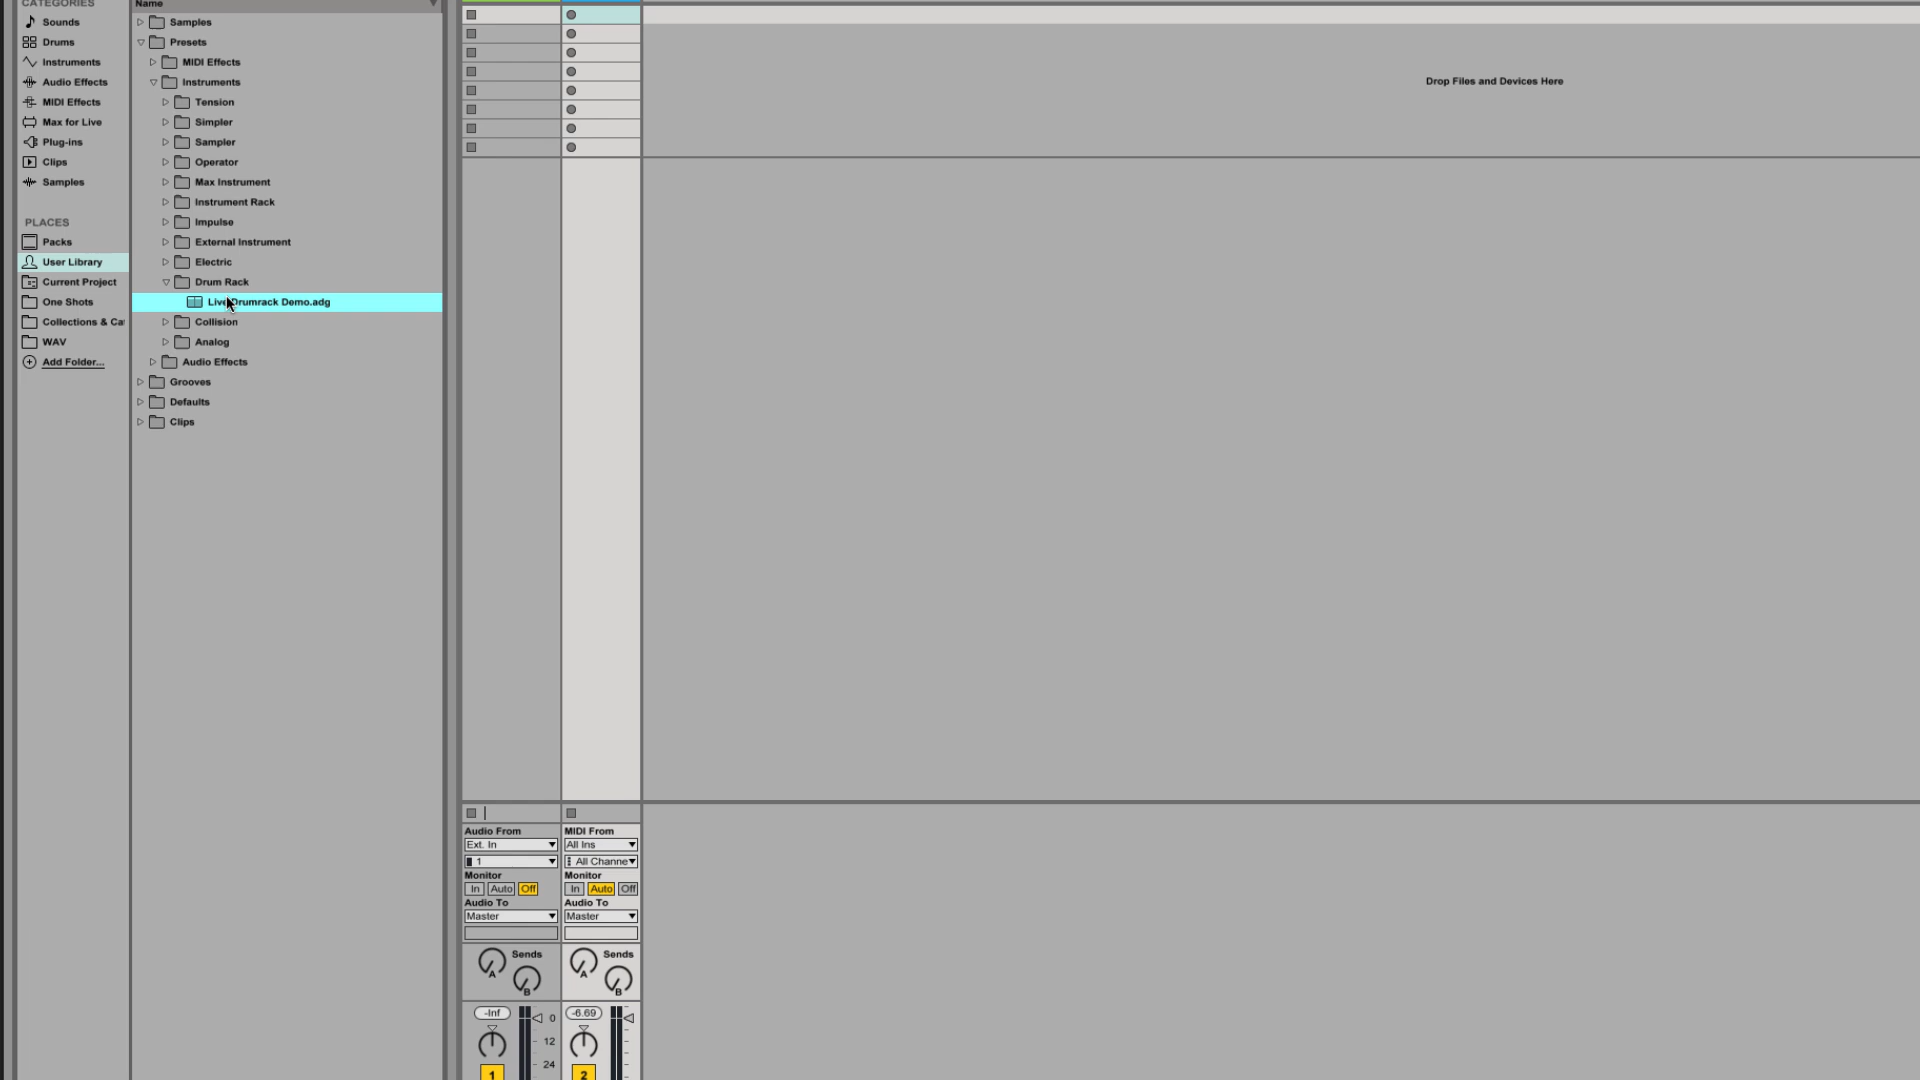 CATEGORIES
Sounds
Drums
Instruments
Audio Effects
MIDI Effects
Max for Live
Plug-ins
Clips
Samples
PLACES
Packs
User Library
Current Project
One Shots
Collections & Ca
WAV
Add Folder...
Name
Samples
Presets
MIDI Effects
Instruments
Tension
Simpler
Sampler
Operator
Max Instrument
Instrument Rack
Impulse
External Instrument
Electric
Drum Rack
Live Drumrack Demo.adg
Collision
Analog
Audio Effects
Grooves
Defaults
Clips
Drop Files and Devices Here
Audio From
Ext. In
1
Monitor
In Auto Off
Audio To
Master
Sends
A
B
-Inf
0
12
24
1
MIDI From
All Ins
All Channe
Monitor
In Auto Off
Audio To
Master
Sends
A
B
-6.69
2